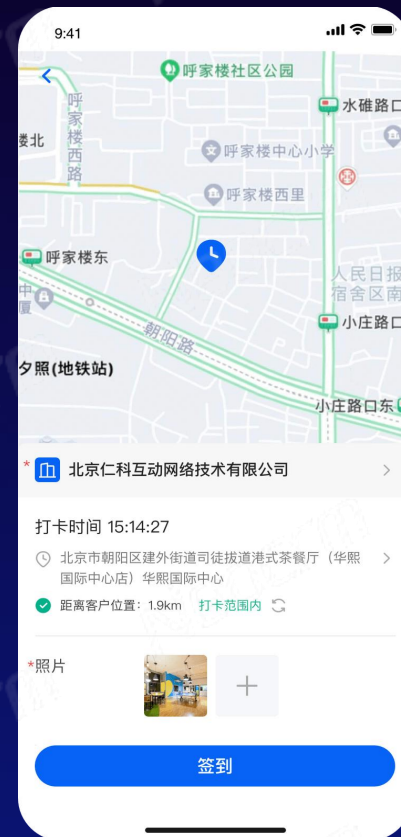 9:41
呼家楼社区公园
呼家楼西路
水碓路口
楼北
呼家楼中心小学
呼家楼西里
呼家楼东
人民日报
宿舍区南
中
厦
小庄路口
朝阳路
夕照(地铁站)
小庄路口东
* 北京仁科互动网络技术有限公司
打卡时间 15:14:27
北京市朝阳区建外街道司徒拔道港式茶餐厅（华熙
国际中心店）华熙国际中心
距离客户位置：1.9km 打卡范围内
*照片
签到